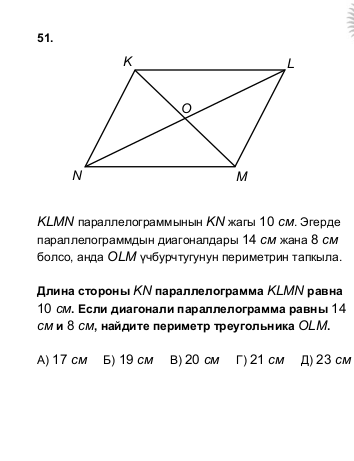 51.
K
L
O
N
M
KLMN параллелограммынын KN жагы 10 см. Эгерде
параллелограммдын диагоналдары 14 см жана 8 см
болсо, анда OLM үчбурчтугунун периметрин тапкыла.
Длина стороны KN параллелограмма KLMN равна
10 см. Если диагонали параллелограмма равны 14
см и 8 см, найдите периметр треугольника OLM.
А) 17 см Б) 19 см В) 20 см Г) 21 см Д) 23 см